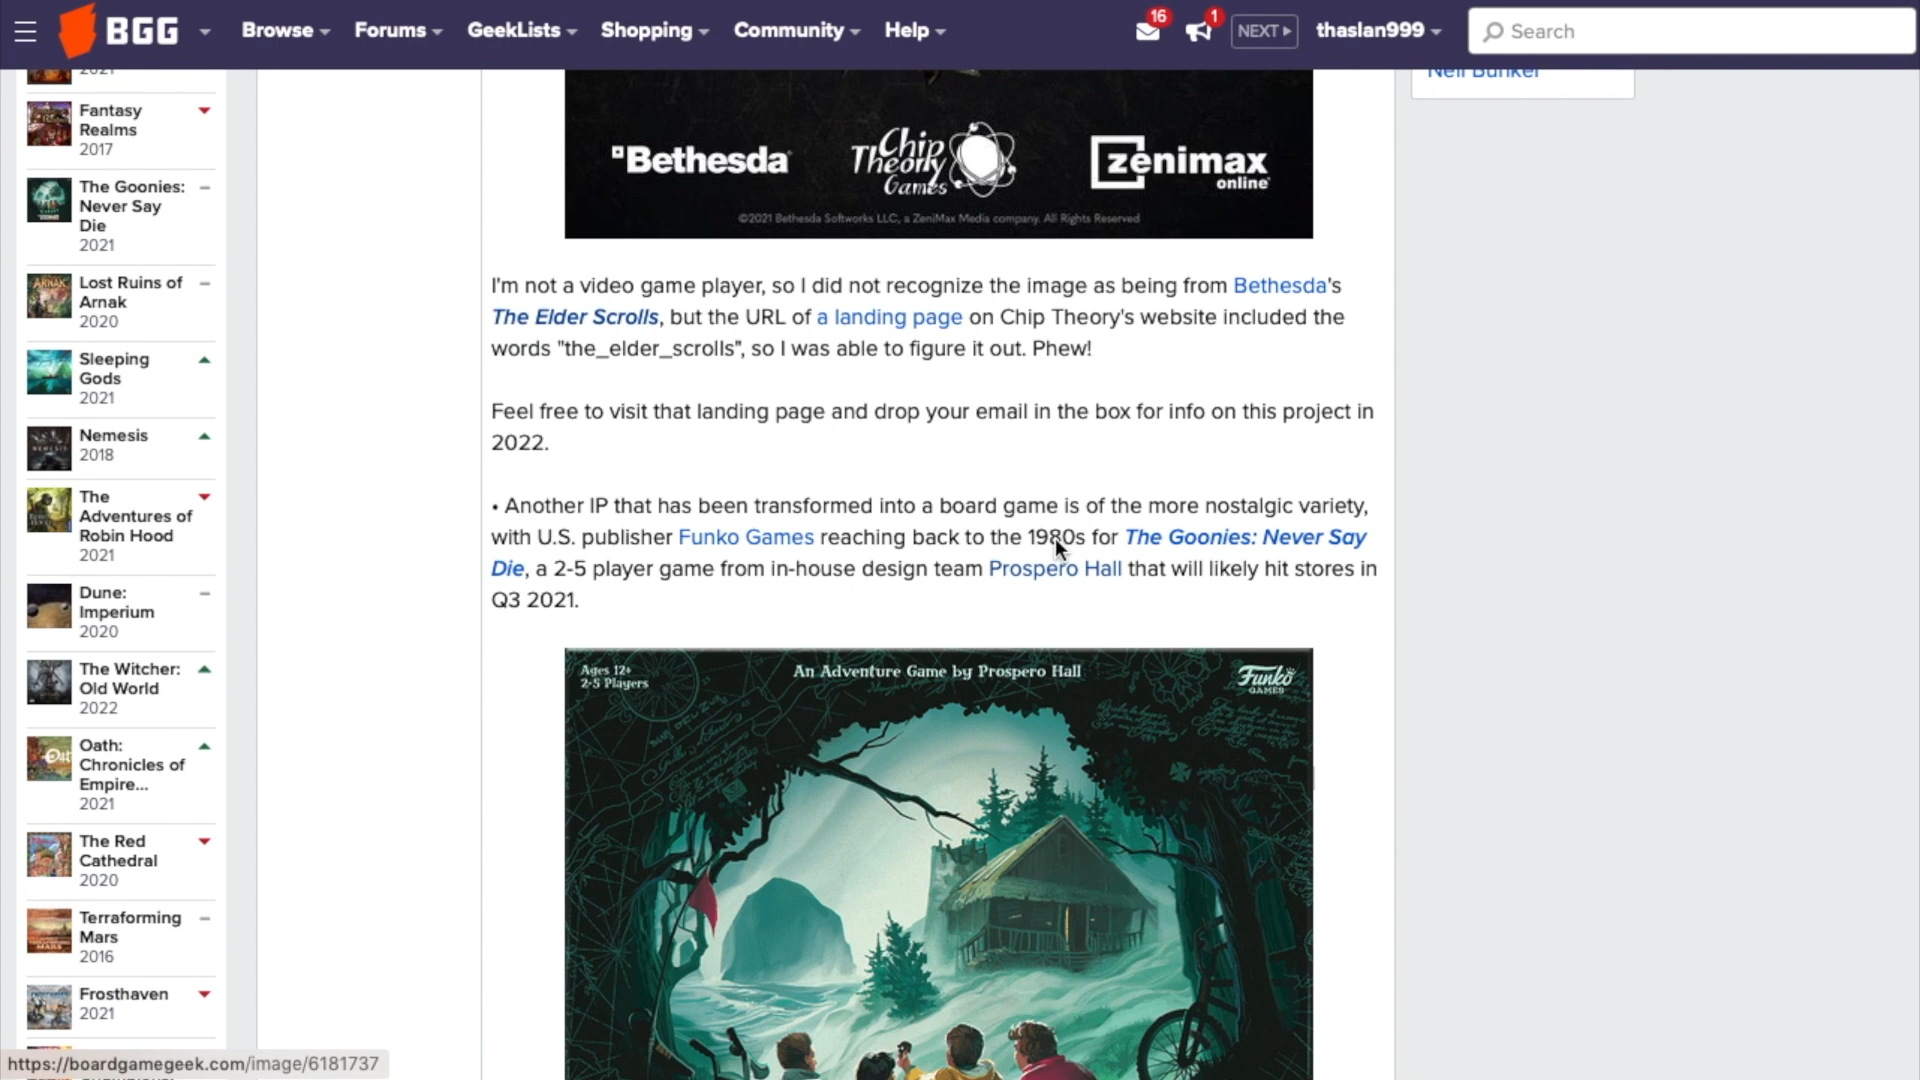 BGG
Browse
Forums
GeekLists
Shopping
Community
Help
16
1
NEXT
thaslan999
Search
2021
Fantasy
Realms
2017
The Goonies:
Never Say
Die
2021
Lost Ruins of
Arnak
2020
Sleeping
Gods
2021
Nemesis
2018
The
Adventures of
Robin Hood
2021
Dune:
Imperium
2020
The Witcher:
Old World
2022
Oath:
Chronicles of
Empire...
2021
The Red
Cathedral
2020
Terraforming
Mars
2016
Frosthaven
2021
https://boardgamegeek.com/image/6181737
Bethesda
Chip
Theory
Games
zenimax
online
©2021 Bethesda Softworks LLC, a ZeniMax Media company. All Rights Reserved
I'm not a video game player, so I did not recognize the image as being from Bethesda's
The Elder Scrolls, but the URL of a landing page on Chip Theory's website included the
words "the_elder_scrolls", so I was able to figure it out. Phew!
Feel free to visit that landing page and drop your email in the box for info on this project in
2022.
• Another IP that has been transformed into a board game is of the more nostalgic variety,
with U.S. publisher Funko Games reaching back to the 1980s for The Goonies: Never Say
Die, a 2-5 player game from in-house design team Prospero Hall that will likely hit stores in
Q3 2021.
Ages 12+
2-5 Players
An Adventure Game by Prospero Hall
Funko
GAMES
Neil Bunker